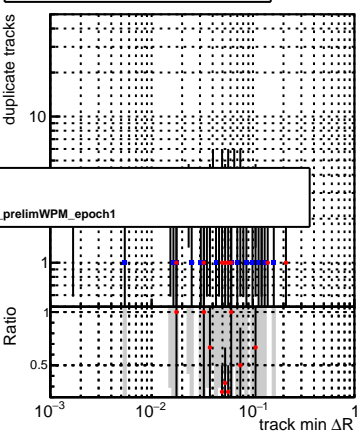 duplicate tracks
10
_prelimWPM_epoch1
1
Ratio
1
0.5
10⁻³ 10⁻² 10⁻¹ 1
track min ΔR